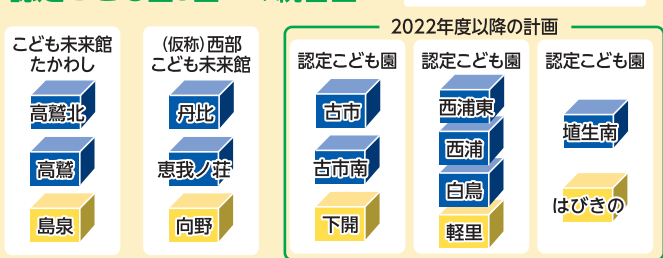 2022年度以降の計画
こども未来館
たかわし
高鷲北
高鷲
島泉
(仮称)西部
こども未来館
丹比
恵我ノ荘
向野
認定こども園
古市
古市南
下開
認定こども園
西浦東
西浦
白鳥
軽里
認定こども園
埴生南
はびきの